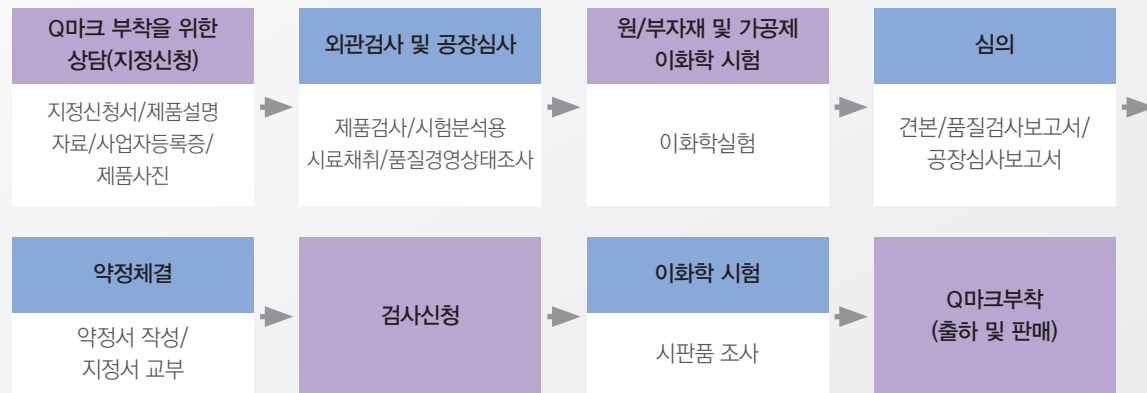 Q마크 부착을 위한
상담(지정신청)
지정신청서/제품설명
자료/사업자등록증/
제품사진
외관검사 및 공장심사
제품검사/시험분석용
시료채취/품질경영상태조사
원/부자재 및 가공제
이화학 시험
이화학실험
심의
견본/품질검사보고서/
공장심사보고서
약정체결
약정서 작성/
지정서 교부
검사신청
이화학 시험
시판품 조사
Q마크부착
(출하 및 판매)